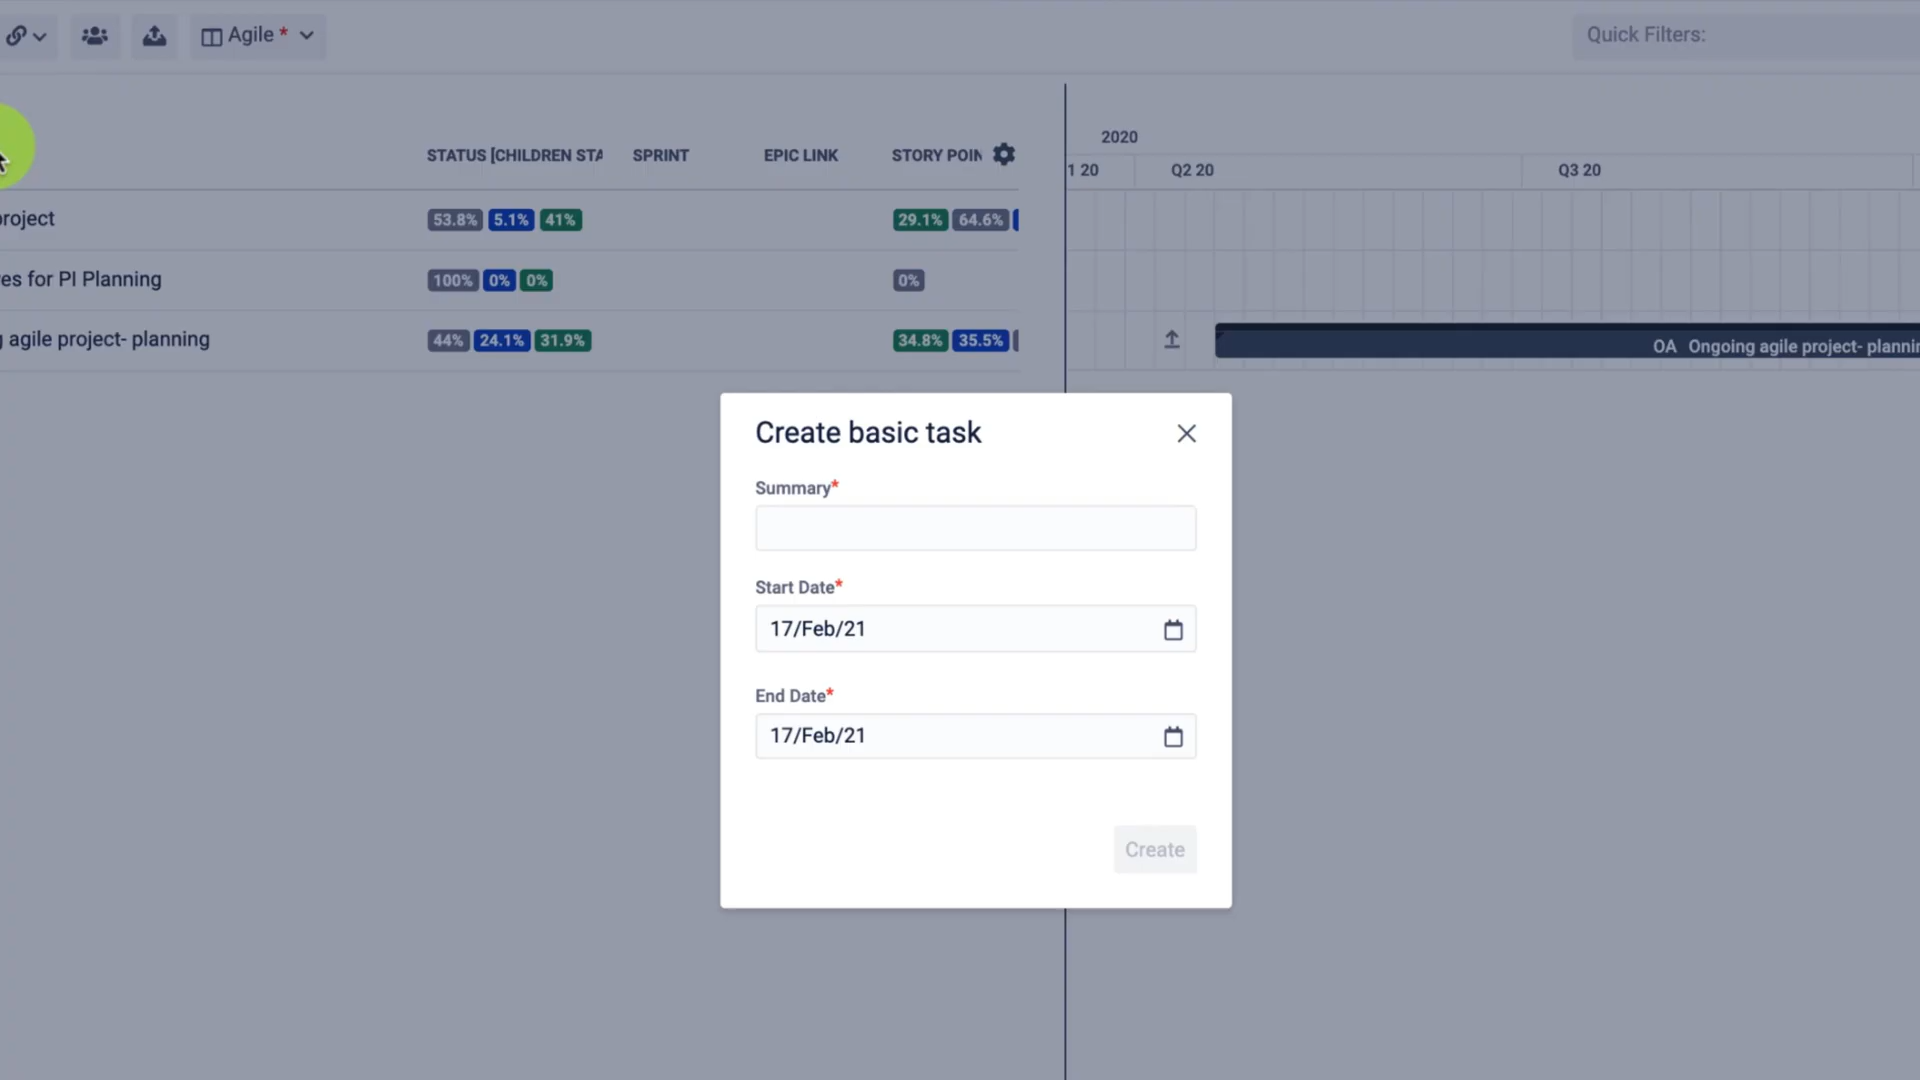 Agile *
Quick Filters:
STATUS [CHILDREN STA SPRINT EPIC LINK STORY POIN
2020
1 20 Q2 20 Q3 20
project 53.8% 5.1% 41% 29.1% 64.6%
es for PI Planning 100% 0% 0% 0%
g agile project- planning 44% 24.1% 31.9% 34.8% 35.5%
OA Ongoing agile project- plannin
Create basic task
Summary*
Start Date*
17/Feb/21
End Date*
17/Feb/21
Create